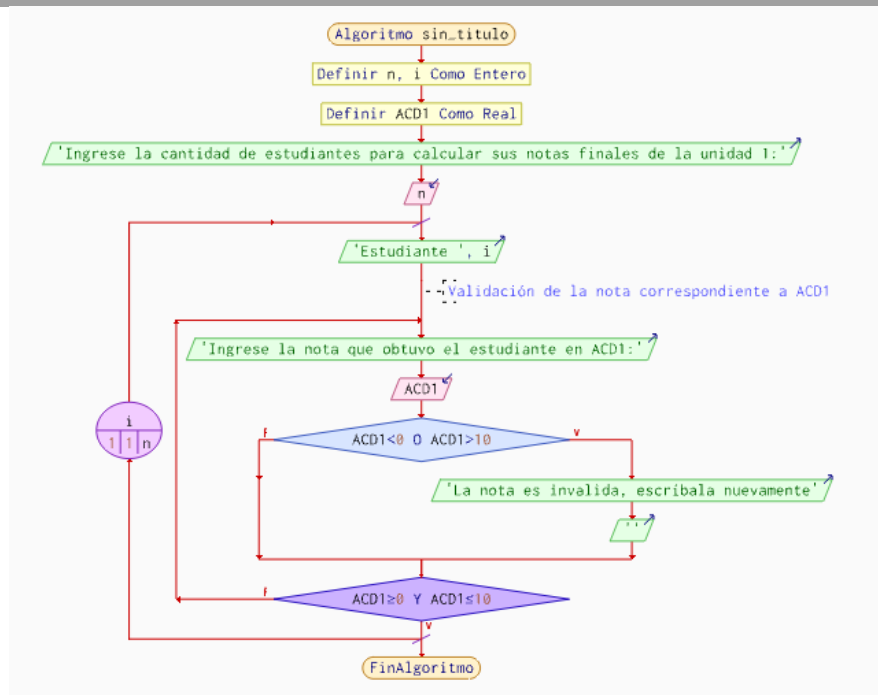 Algoritmo sin_titulo
Definir n, i Como Entero
Definir ACD1 Como Real
'Ingrese la cantidad de estudiantes para calcular sus notas finales de la unidad 1:'
n
'Estudiante ', i
Validación de la nota correspondiente a ACD1
'Ingrese la nota que obtuvo el estudiante en ACD1:'
ACD1
i
1 1 n
F
ACD1<0 O ACD1>10
V
'La nota es invalida, escribala nuevamente'
''
F
ACD1≥0 Y ACD1≤10
V
FinAlgoritmo